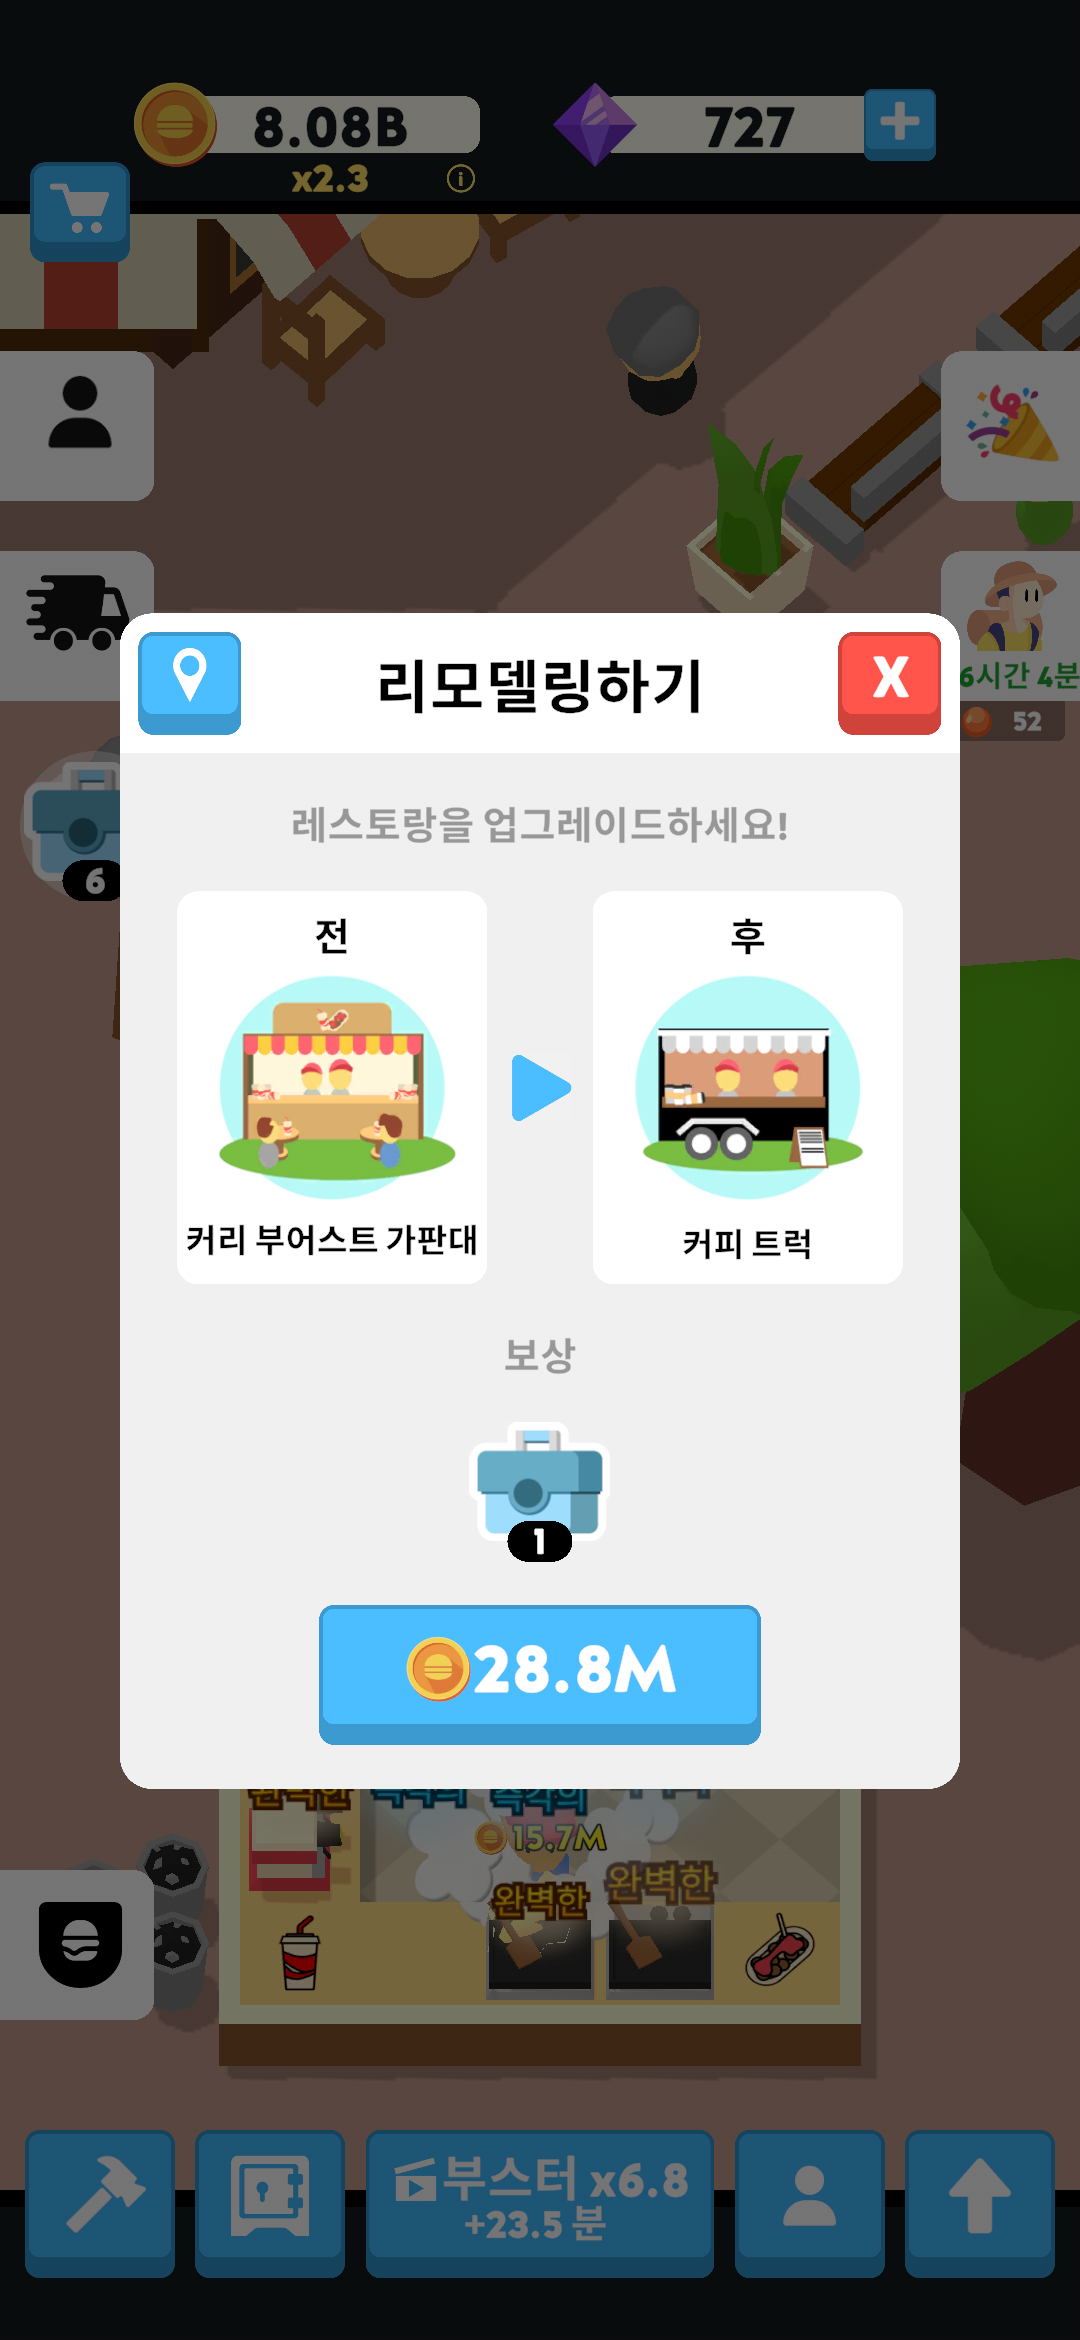 8.08B
727
x2.3
6시간 4분
52
리모델링하기
X
레스토랑을 업그레이드하세요!
6
전
후
커리 부어스트 가판대
커피 트럭
보상
1
28.8M
완벽한
15.7M
완벽한
완벽한
부스터 x6.8
+23.5 분